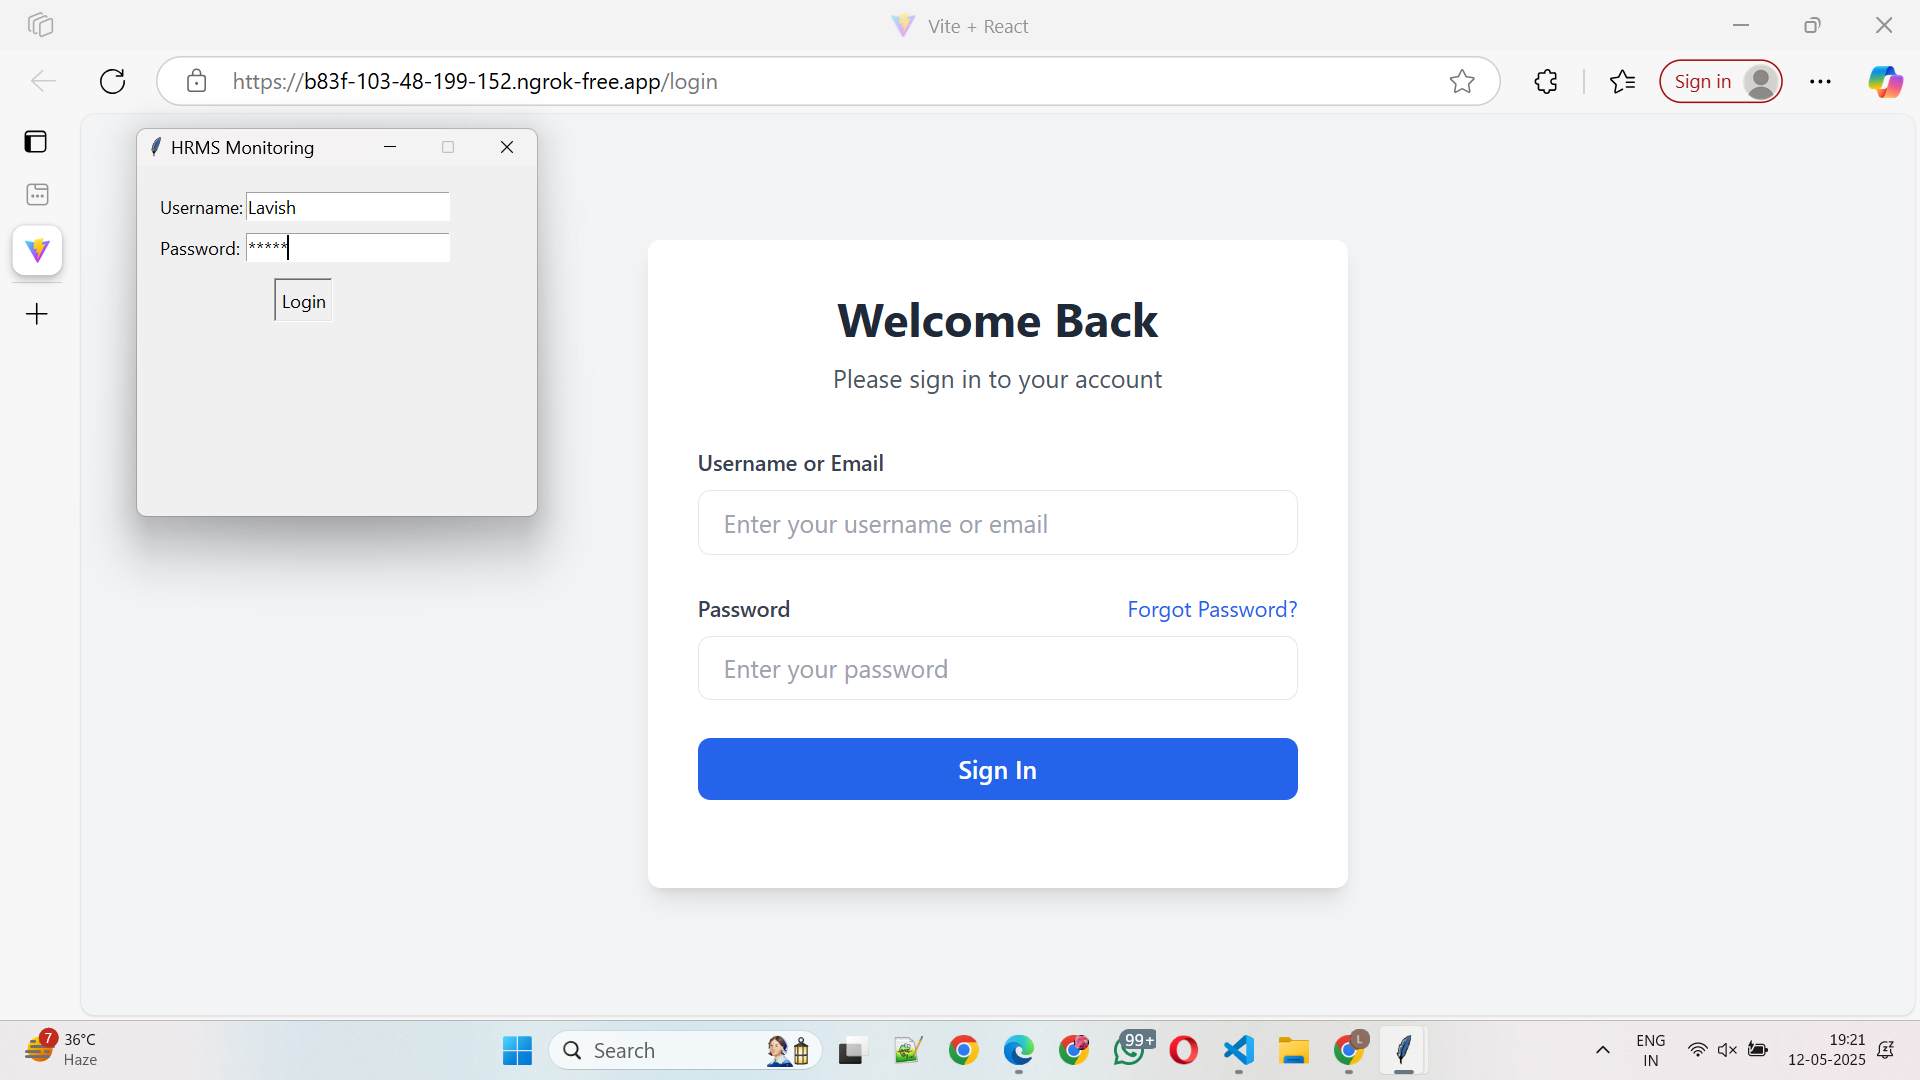 Vite + React
https://b83f-103-48-199-152.ngrok-free.app/login
Sign in
HRMS Monitoring
Username: Lavish
Password: *****
Login
Welcome Back
Please sign in to your account
Username or Email
Enter your username or email
Password
Forgot Password?
Enter your password
Sign In
7
36°C
Haze
Search
99+
L
ENG
IN
19:21
12-05-2025